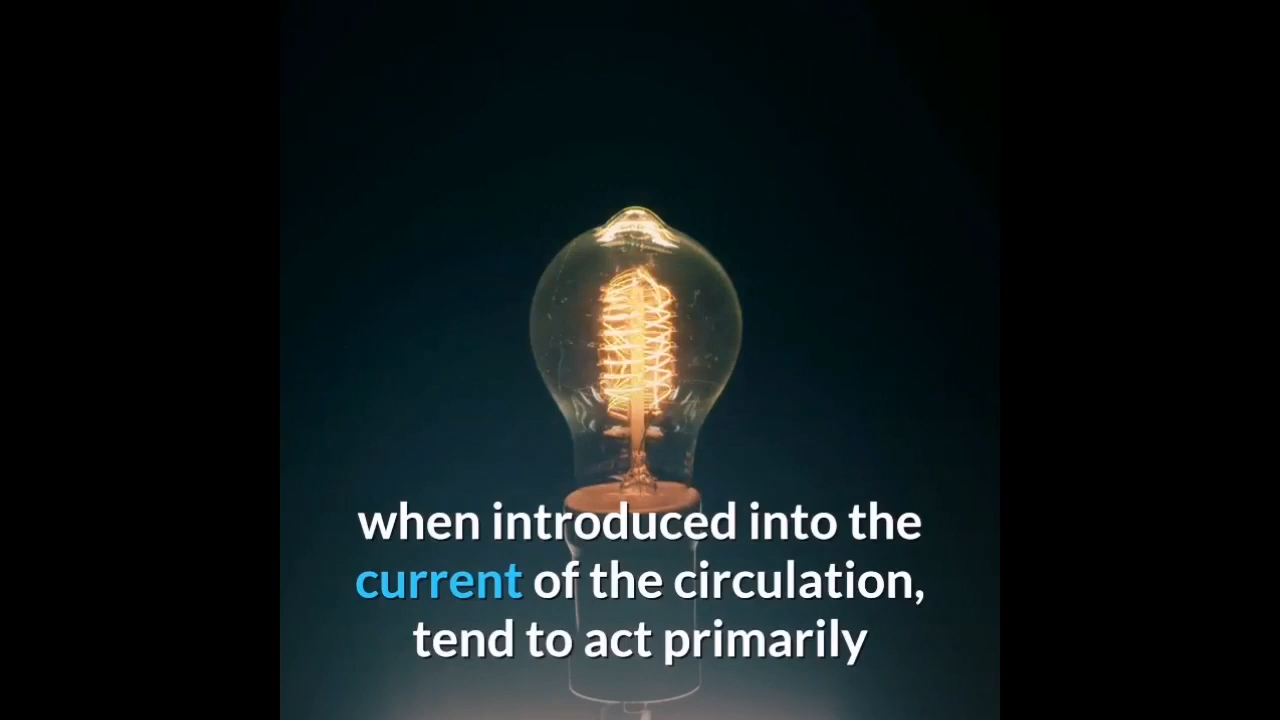 when introduced into the
current of the circulation,
tend to act primarily